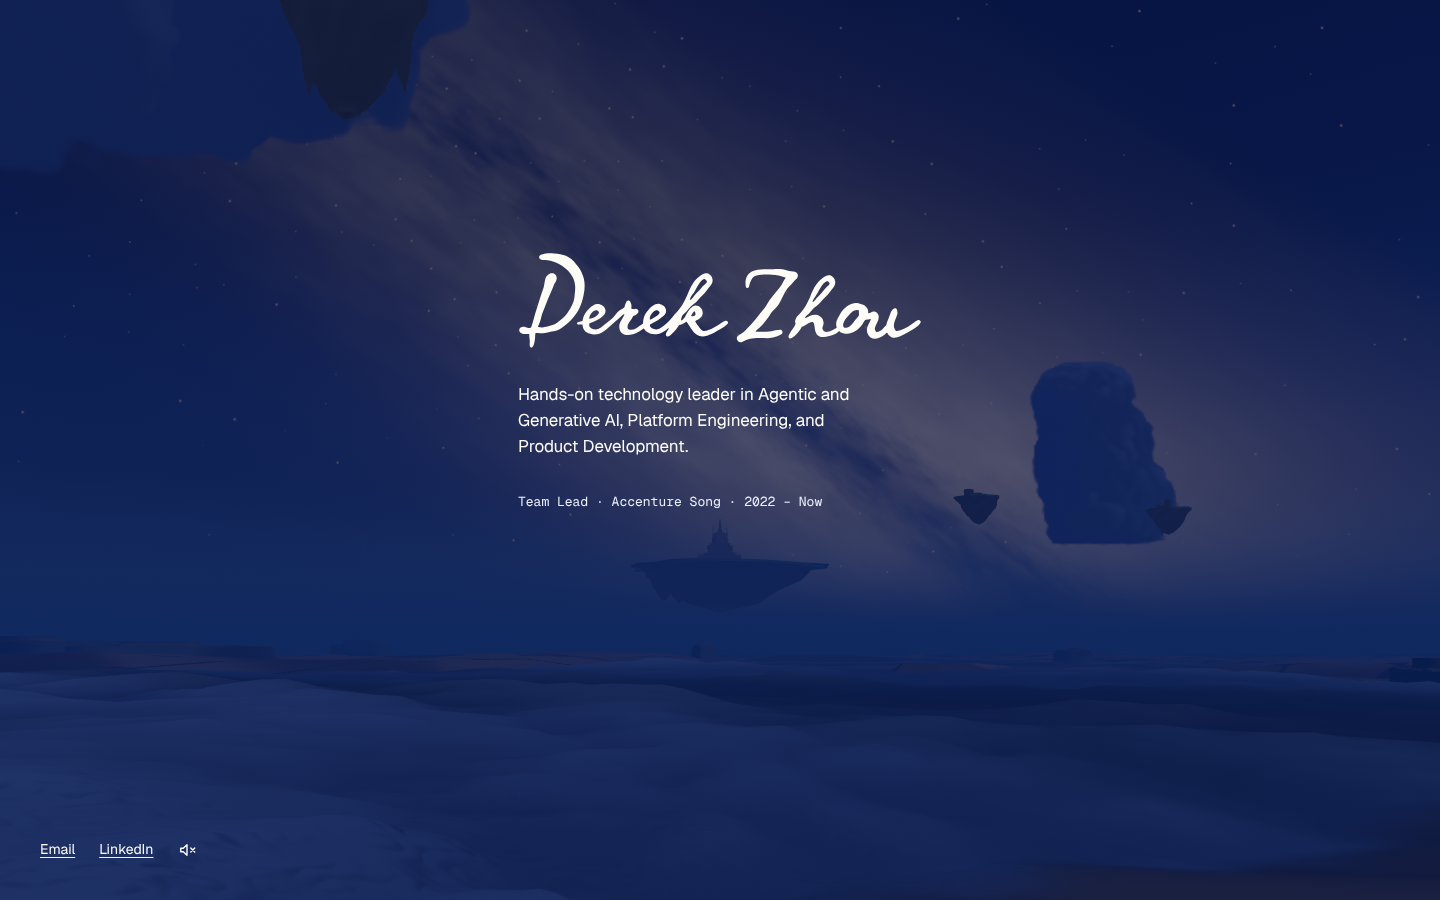 Derek Zhou
Hands-on technology leader in Agentic and
Generative AI, Platform Engineering, and
Product Development.
Team Lead · Accenture Song · 2022 – Now
Email LinkedIn